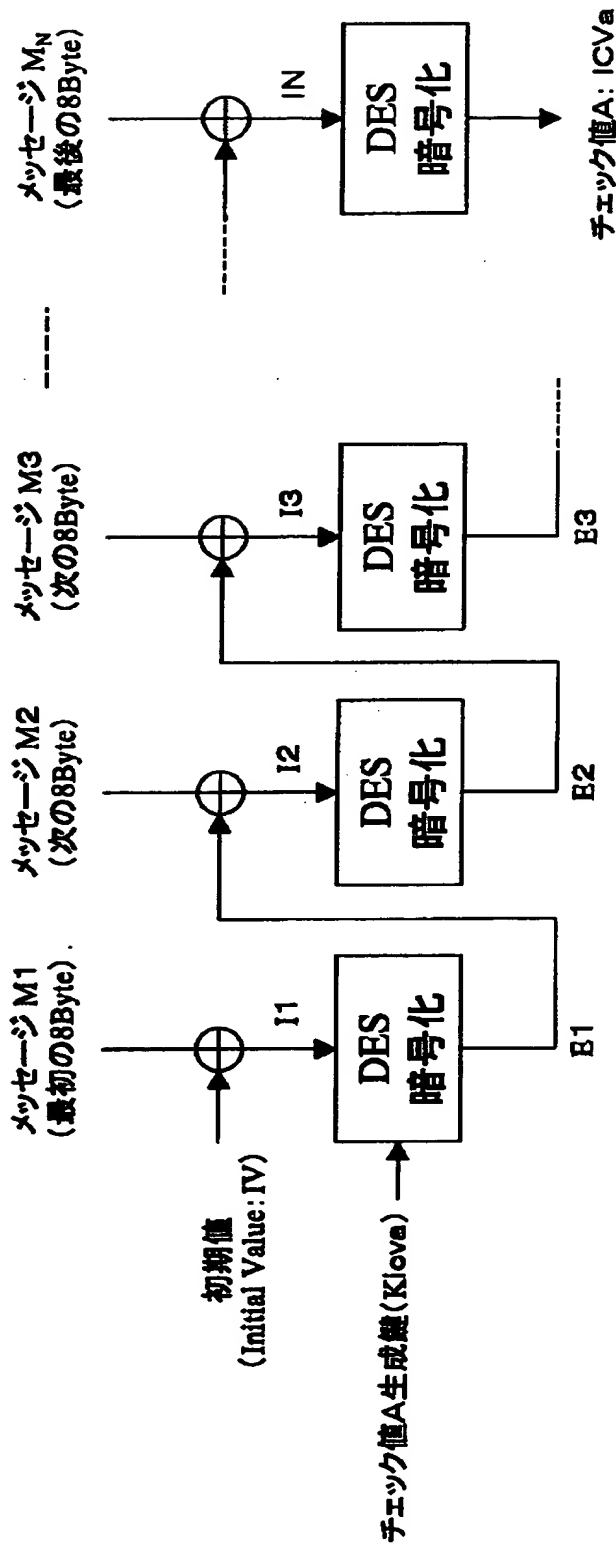 メッセージ M1
(最初の8Byte)
メッセージ M2
(次の8Byte)
メッセージ M3
(次の8Byte)
メッセージ MN
(最後の8Byte)
初期値
(Initial Value:IV)
I1
I2
I3
IN
チェック値A生成鍵(Kicva)
DES
暗号化
DES
暗号化
DES
暗号化
DES
暗号化
E1
E2
E3
チェック値A: ICVa